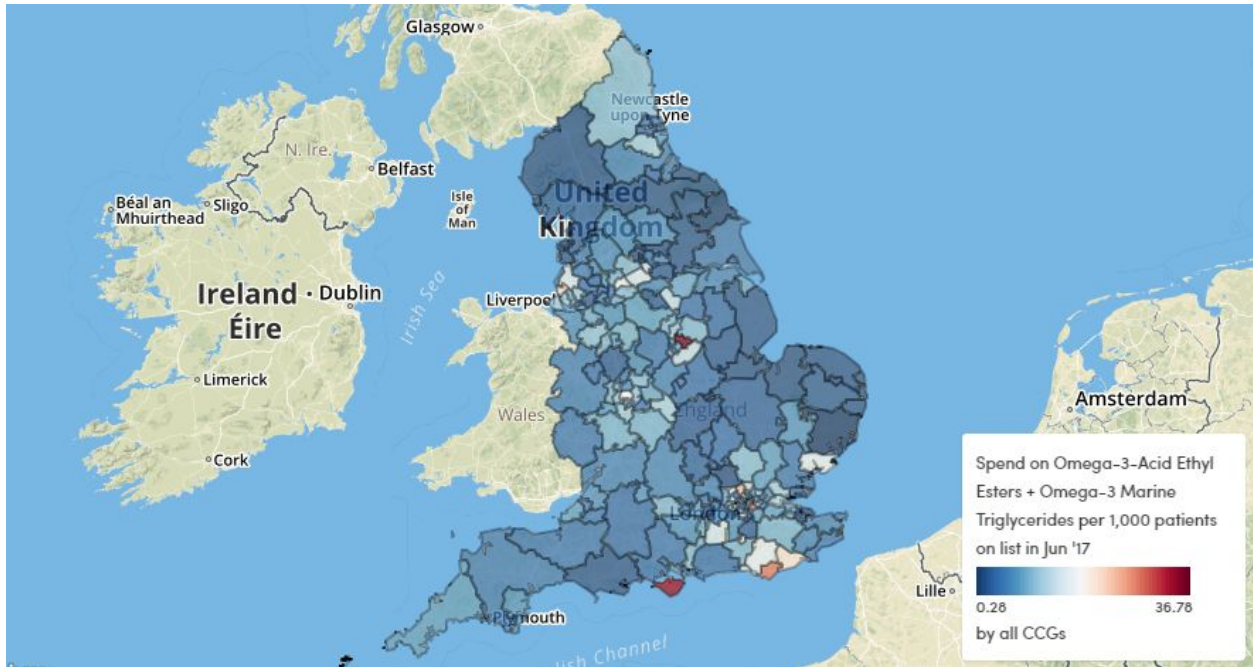 Glasgow
Newcastle
upon Tyne
N. Ire.
Belfast
Béal an
Mhuirthead
Sligo
Isle
of
Man
United
Kingdom
Irish Sea
Liverpool
Ireland
Éire
Dublin
Limerick
Wales
England
Cork
Amsterdam
London
Plymouth
Lille
lish Channel
Spend on Omega-3-Acid Ethyl
Esters + Omega-3 Marine
Triglycerides per 1,000 patients
on list in Jun '17
0.28 36.78
by all CCGs